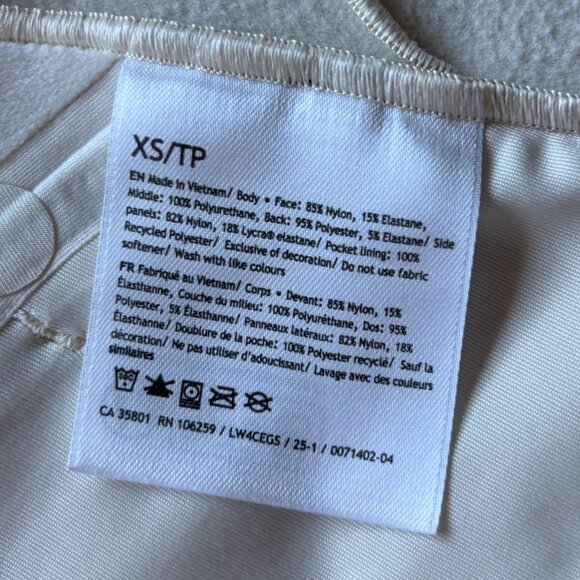 XS/TP
EN Made in Vietnam/ Body • Face: 85% Nylon, 15% Elastane,
Middle: 100% Polyurethane, Back: 95% Polyester, 5% Elastane/ Side
panels: 82% Nylon, 18% Lycra® elastane/ Pocket lining: 100%
Recycled Polyester/ Exclusive of decoration/ Do not use fabric
softener/ Wash with like colours
FR Fabriqué au Vietnam/ Corps • Devant: 85% Nylon, 15%
Élasthanne, Couche du milieu: 100% Polyuréthane, Dos: 95%
Polyester, 5% Élasthanne/ Panneaux latéraux: 82% Nylon, 18%
Élasthanne/ Doublure de la poche: 100% Polyester recyclé/ Sauf la
décoration/ Ne pas utiliser d'adoucissant/ Lavage avec des couleurs
similaires
CA 35801 RN 106259 / LW4CEGS / 25-1 / 0071402-04